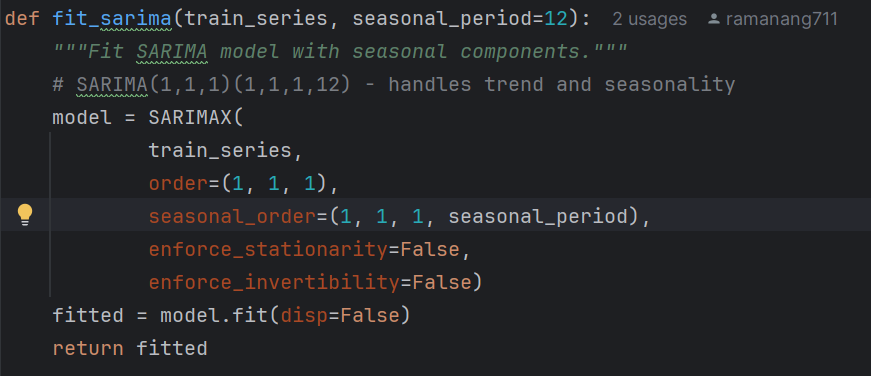 def fit_sarima(train_series, seasonal_period=12): 2 usages ramanang711
"""Fit SARIMA model with seasonal components."""
# SARIMA(1,1,1)(1,1,1,12) - handles trend and seasonality
model = SARIMAX(
train_series,
order=(1, 1, 1),
seasonal_order=(1, 1, 1, seasonal_period),
enforce_stationarity=False,
enforce_invertibility=False)
fitted = model.fit(disp=False)
return fitted